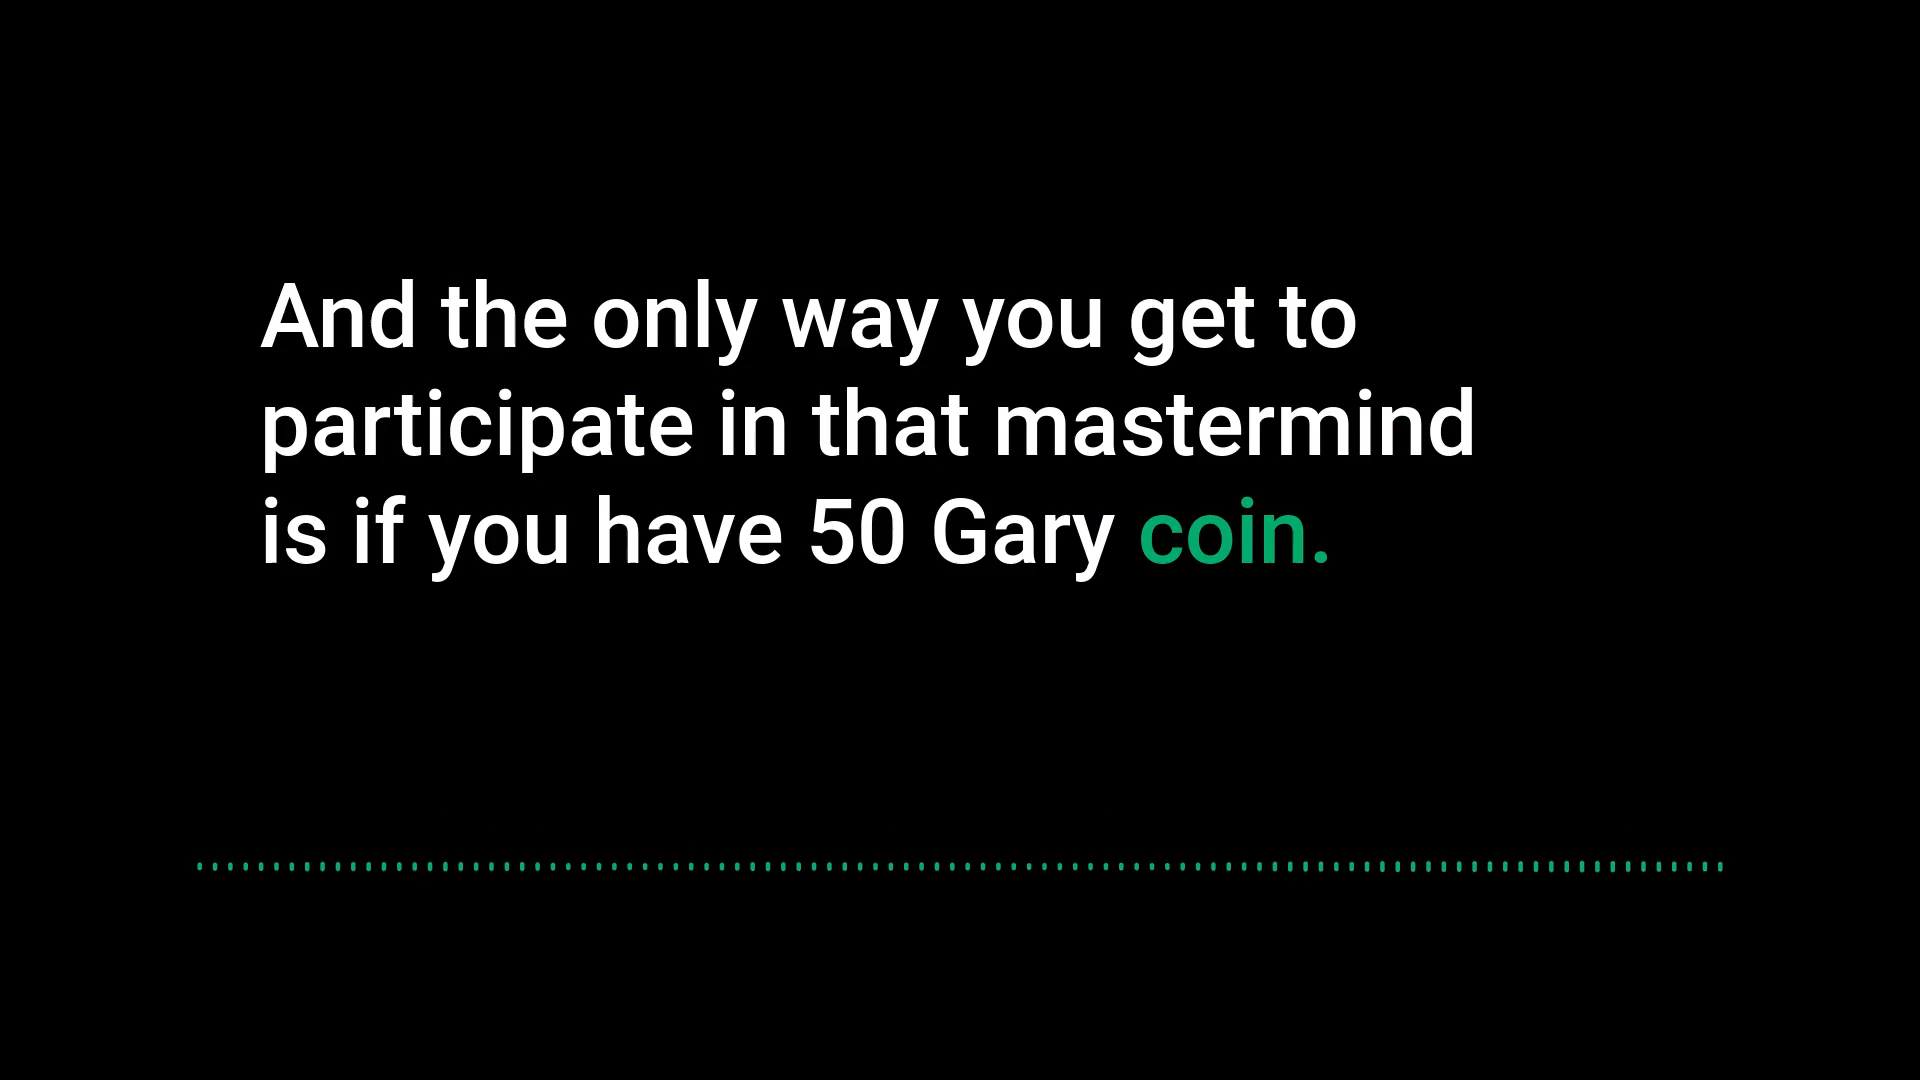 And the only way you get to
participate in that mastermind
is if you have 50 Gary coin.